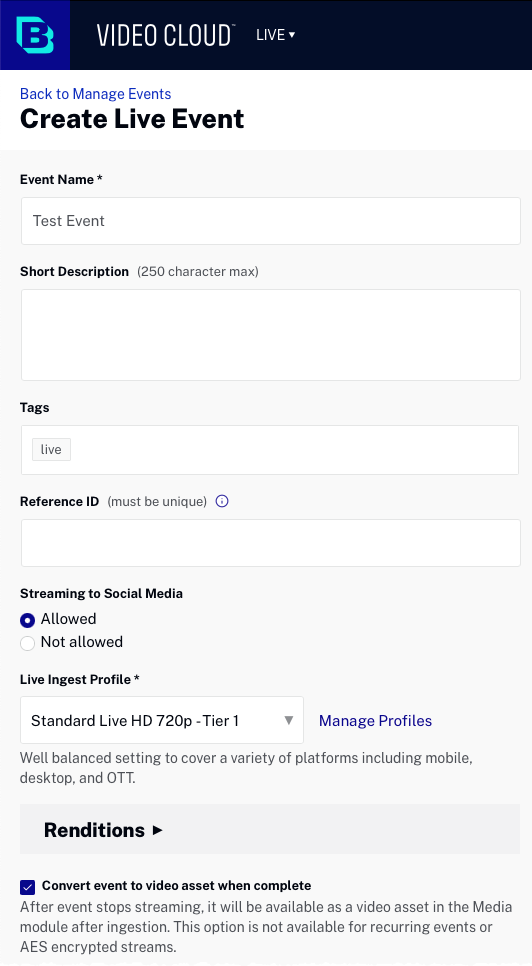 B
VIDEO CLOUD™ LIVE ▾
Back to Manage Events
Create Live Event
Event Name *
Test Event
Short Description (250 character max)
Tags
live
Reference ID (must be unique)
Streaming to Social Media
Allowed
Not allowed
Live Ingest Profile *
Standard Live HD 720p - Tier 1 ▼ Manage Profiles
Well balanced setting to cover a variety of platforms including mobile,
desktop, and OTT.
Renditions ►
Convert event to video asset when complete
After event stops streaming, it will be available as a video asset in the Media
module after ingestion. This option is not available for recurring events or
AES encrypted streams.